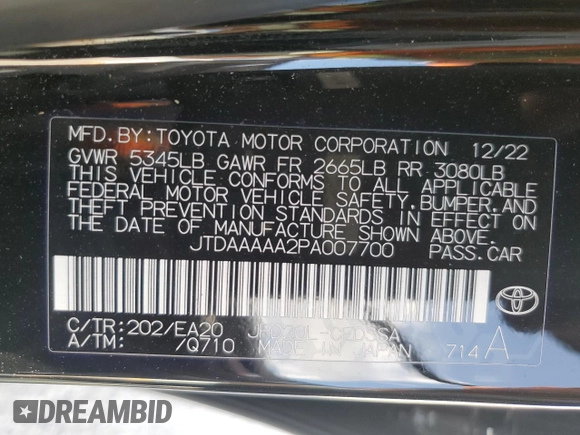 MFD. BY: TOYOTA MOTOR CORPORATION 12/22
GVWR 5345LB GAWR FR 2665LB RR 3080LB
THIS VEHICLE CONFORMS TO ALL APPLICABLE
FEDERAL MOTOR VEHICLE SAFETY, BUMPER, AND
THEFT PREVENTION STANDARDS IN EFFECT ON
THE DATE OF MANUFACTURE SHOWN ABOVE.
JTDAAAAA2PA007700 PASS. CAR
C/TR: 202/EA20
A/TM: /Q710 MADE IN JAPAN 714 A
DREAMBID